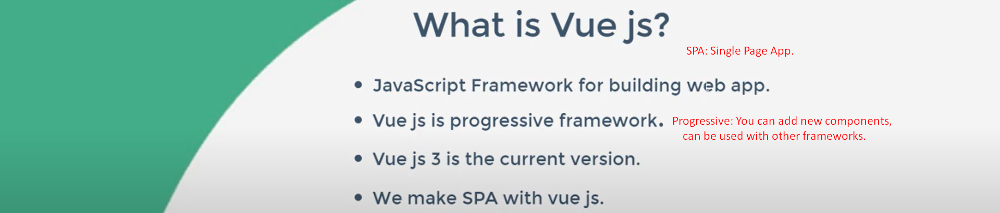 What is Vue js?
SPA: Single Page App.
JavaScript Framework for building web app.
Vue js is progressive framework. Progressive: You can add new components,
can be used with other frameworks.
Vue js 3 is the current version.
We make SPA with vue js.